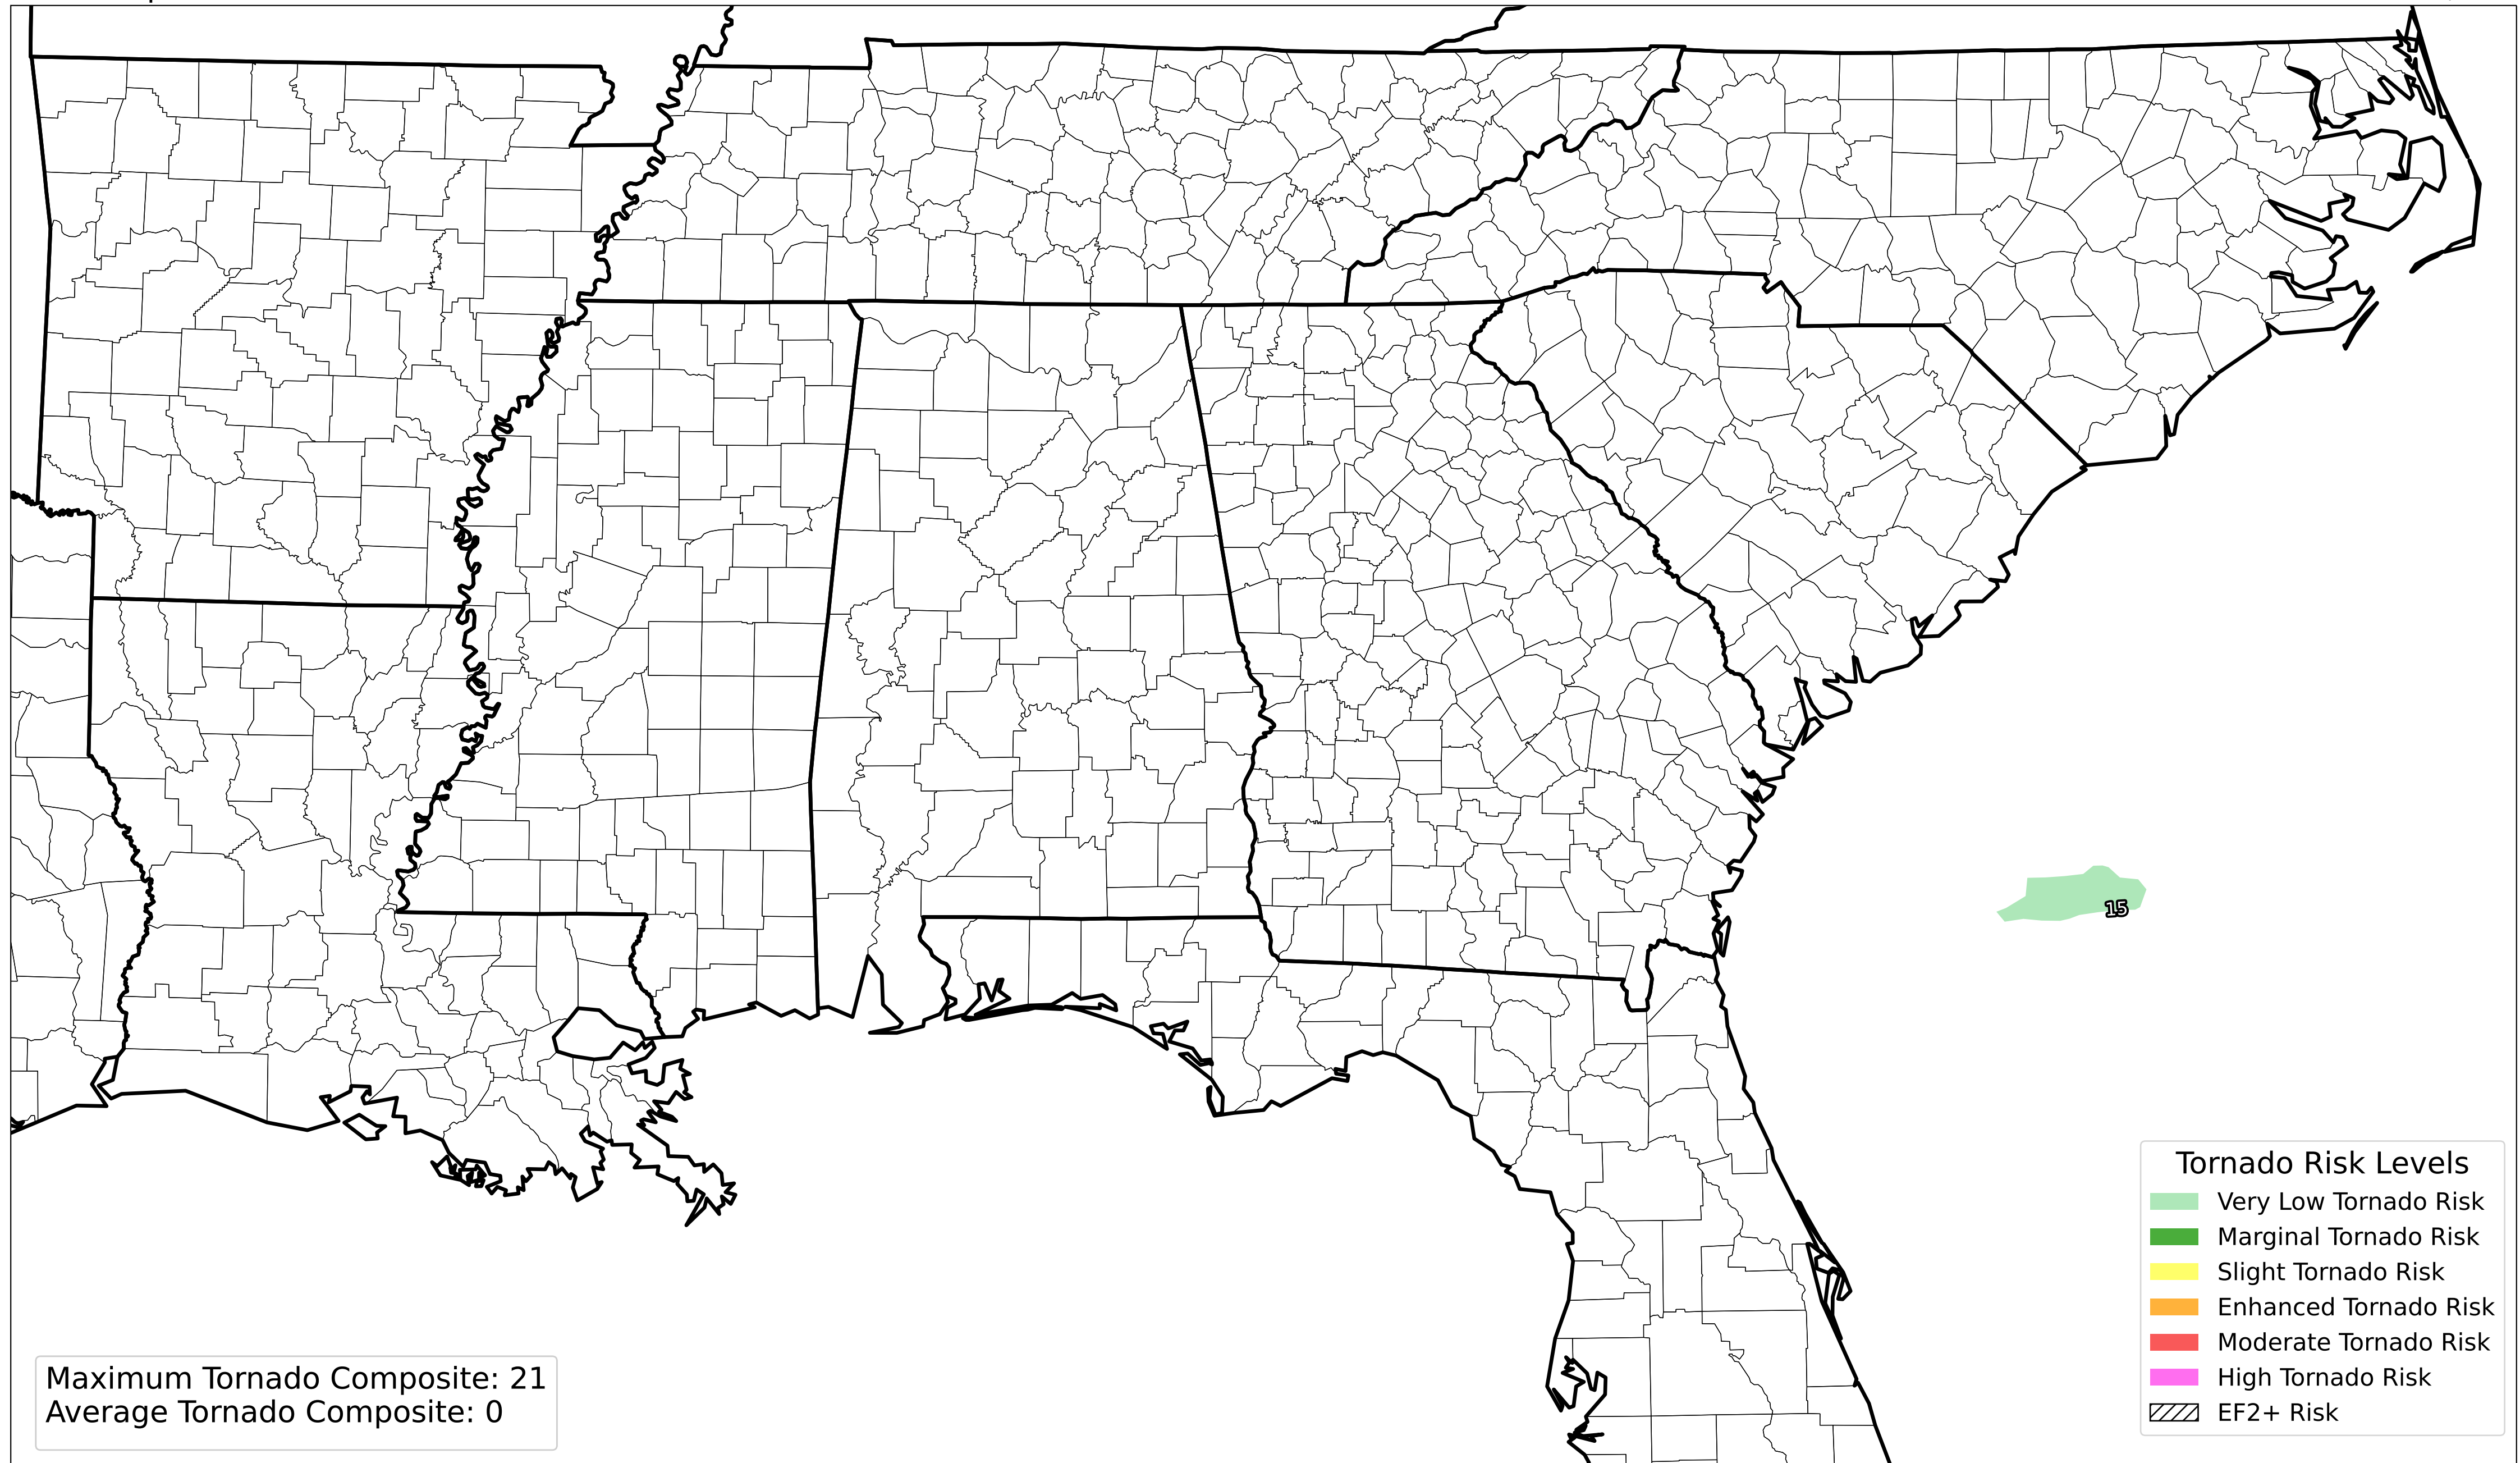 15
Tornado Risk Levels
Very Low Tornado Risk
Marginal Tornado Risk
Slight Tornado Risk
Enhanced Tornado Risk
Moderate Tornado Risk
High Tornado Risk
EF2+ Risk
Maximum Tornado Composite: 21
Average Tornado Composite: 0